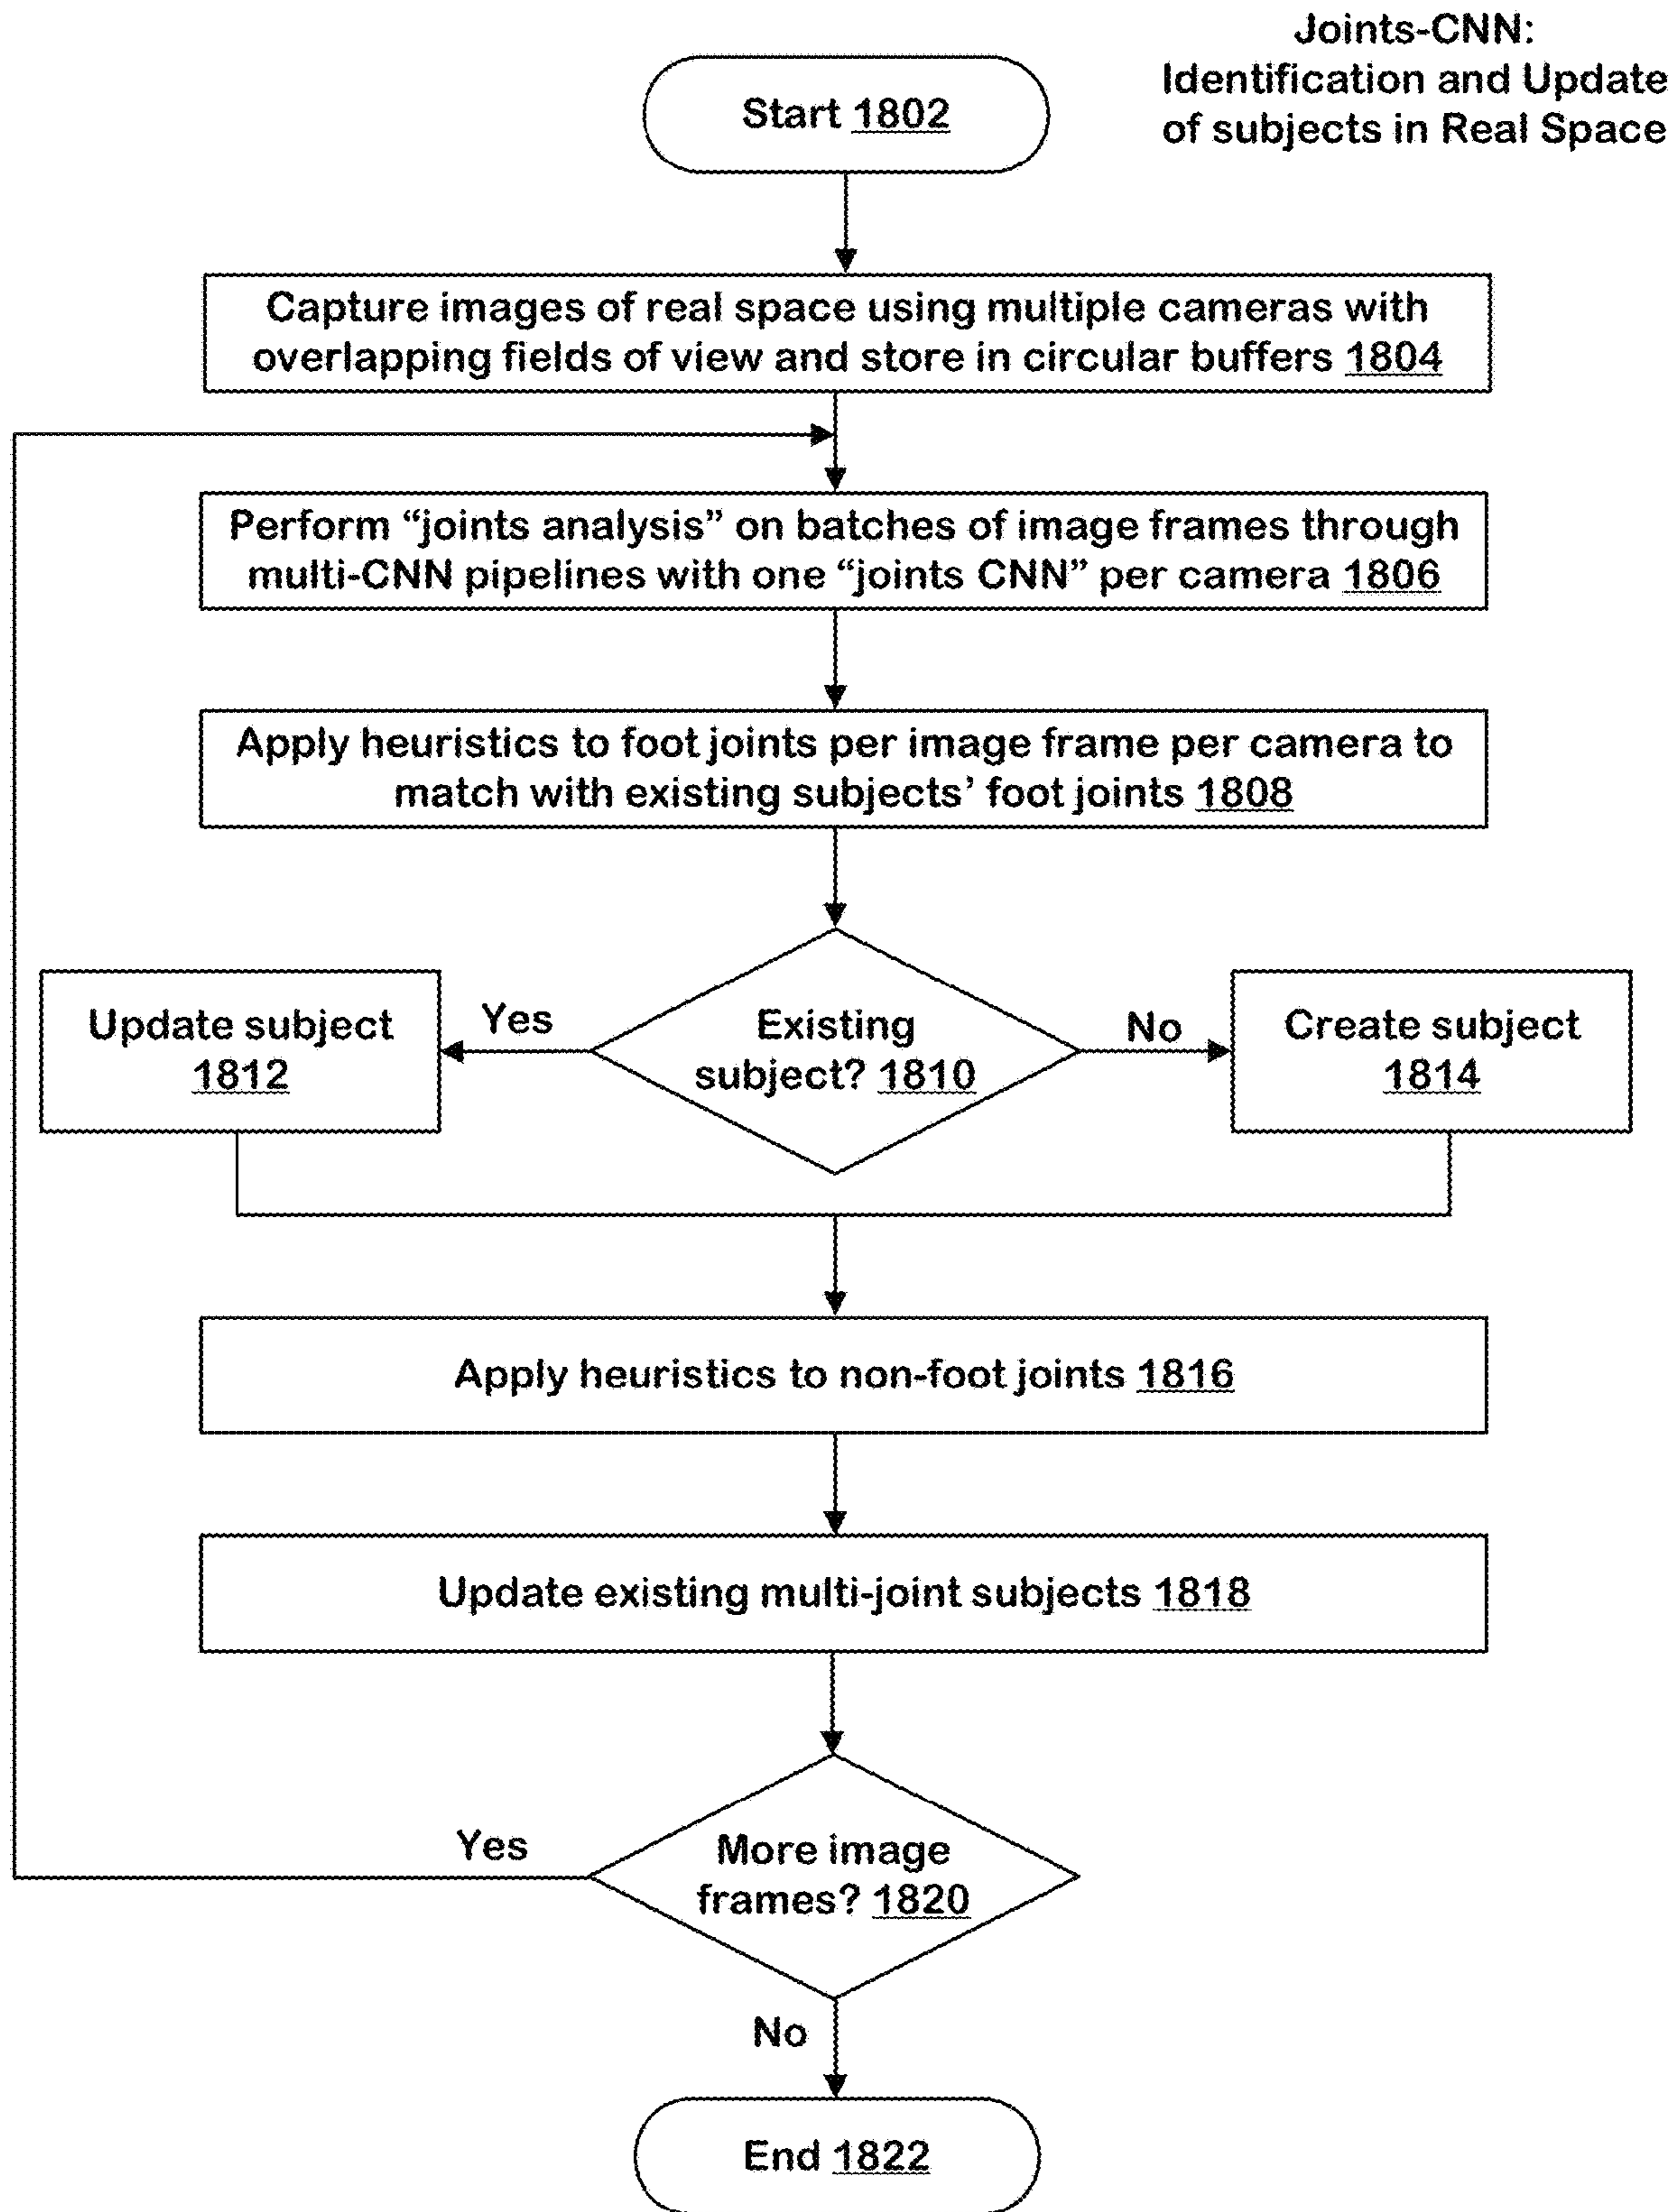 Joints-CNN:
Identification and Update
of subjects in Real Space
Start 1802
Capture images of real space using multiple cameras with
overlapping fields of view and store in circular buffers 1804
Perform “joints analysis” on batches of image frames through
multi-CNN pipelines with one “joints CNN” per camera 1806
Apply heuristics to foot joints per image frame per camera to
match with existing subjects’ foot joints 1808
Existing
subject? 1810
Yes
Update subject
1812
No
Create subject
1814
Apply heuristics to non-foot joints 1816
Update existing multi-joint subjects 1818
More image
frames? 1820
Yes
No
End 1822